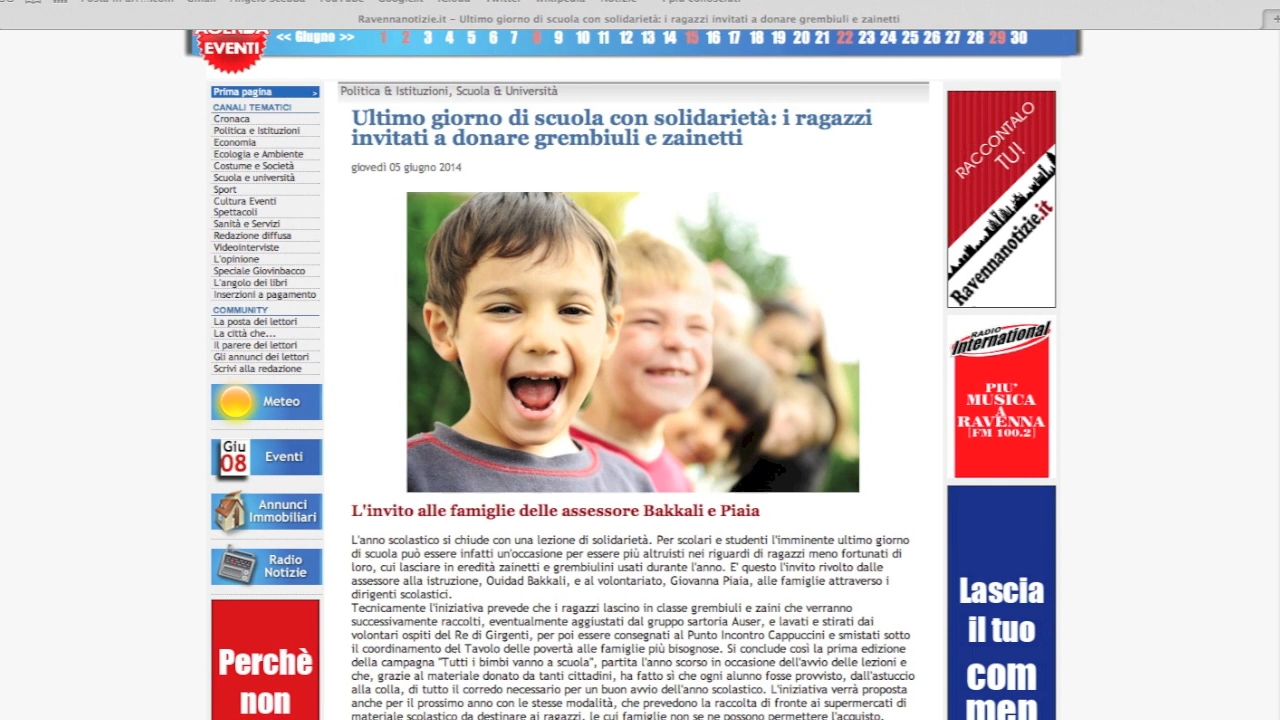 Ravennanotizie.it – Ultimo giorno di scuola con solidarietà: i ragazzi invitati a donare grembiuli e zainetti
AGENDA
EVENTI
<< Giugno >> 1 2 3 4 5 6 7 8 9 10 11 12 13 14 15 16 17 18 19 20 21 22 23 24 25 26 27 28 29 30
Prima pagina >
CANALI TEMATICI
Cronaca
Politica e Istituzioni
Economia
Ecologia e Ambiente
Costume e Società
Scuola e università
Sport
Cultura Eventi
Spettacoli
Sanità e Servizi
Redazione diffusa
Videointerviste
L'opinione
Speciale Giovinbacco
L'angolo dei libri
Inserzioni a pagamento
COMMUNITY
La posta dei lettori
La città che...
Il parere dei lettori
Gli annunci dei lettori
Scrivi alla redazione
Meteo
Giu
08
Eventi
Annunci
Immobiliari
Radio
Notizie
Perchè
non
Politica & Istituzioni, Scuola & Università
Ultimo giorno di scuola con solidarietà: i ragazzi
invitati a donare grembiuli e zainetti
giovedì 05 giugno 2014
L'invito alle famiglie delle assessore Bakkali e Piaia
L'anno scolastico si chiude con una lezione di solidarietà. Per scolari e studenti l'imminente ultimo giorno
di scuola può essere infatti un'occasione per essere più altruisti nei riguardi di ragazzi meno fortunati di
loro, cui lasciare in eredità zainetti e grembiulini usati durante l'anno. E' questo l'invito rivolto dalle
assessore alla istruzione, Ouidad Bakkali, e al volontariato, Giovanna Piaia, alle famiglie attraverso i
dirigenti scolastici.
Tecnicamente l'iniziativa prevede che i ragazzi lascino in classe grembiuli e zaini che verranno
successivamente raccolti, eventualmente aggiustati dal gruppo sartoria Auser, e lavati e stirati dai
volontari ospiti del Re di Girgenti, per poi essere consegnati al Punto Incontro Cappuccini e smistati sotto
il coordinamento del Tavolo delle povertà alle famiglie più bisognose. Si conclude così la prima edizione
della campagna "Tutti i bimbi vanno a scuola", partita l'anno scorso in occasione dell'avvio delle lezioni e
che, grazie al materiale donato da tanti cittadini, ha fatto sì che ogni alunno fosse provvisto, dall'astuccio
alla colla, di tutto il corredo necessario per un buon avvio dell'anno scolastico. L'iniziativa verrà proposta
anche per il prossimo anno con le stesse modalità, che prevedono la raccolta di fronte ai supermercati di
materiale scolastico da destinare ai ragazzi, le cui famiglie non se ne possono permettere l'acquisto.
RACCONTALO
TU!
Ravennanotizie.it
RADIO
International
PIU'
MUSICA
A
RAVENNA
[FM 100.2]
Lascia
il tuo
com
men